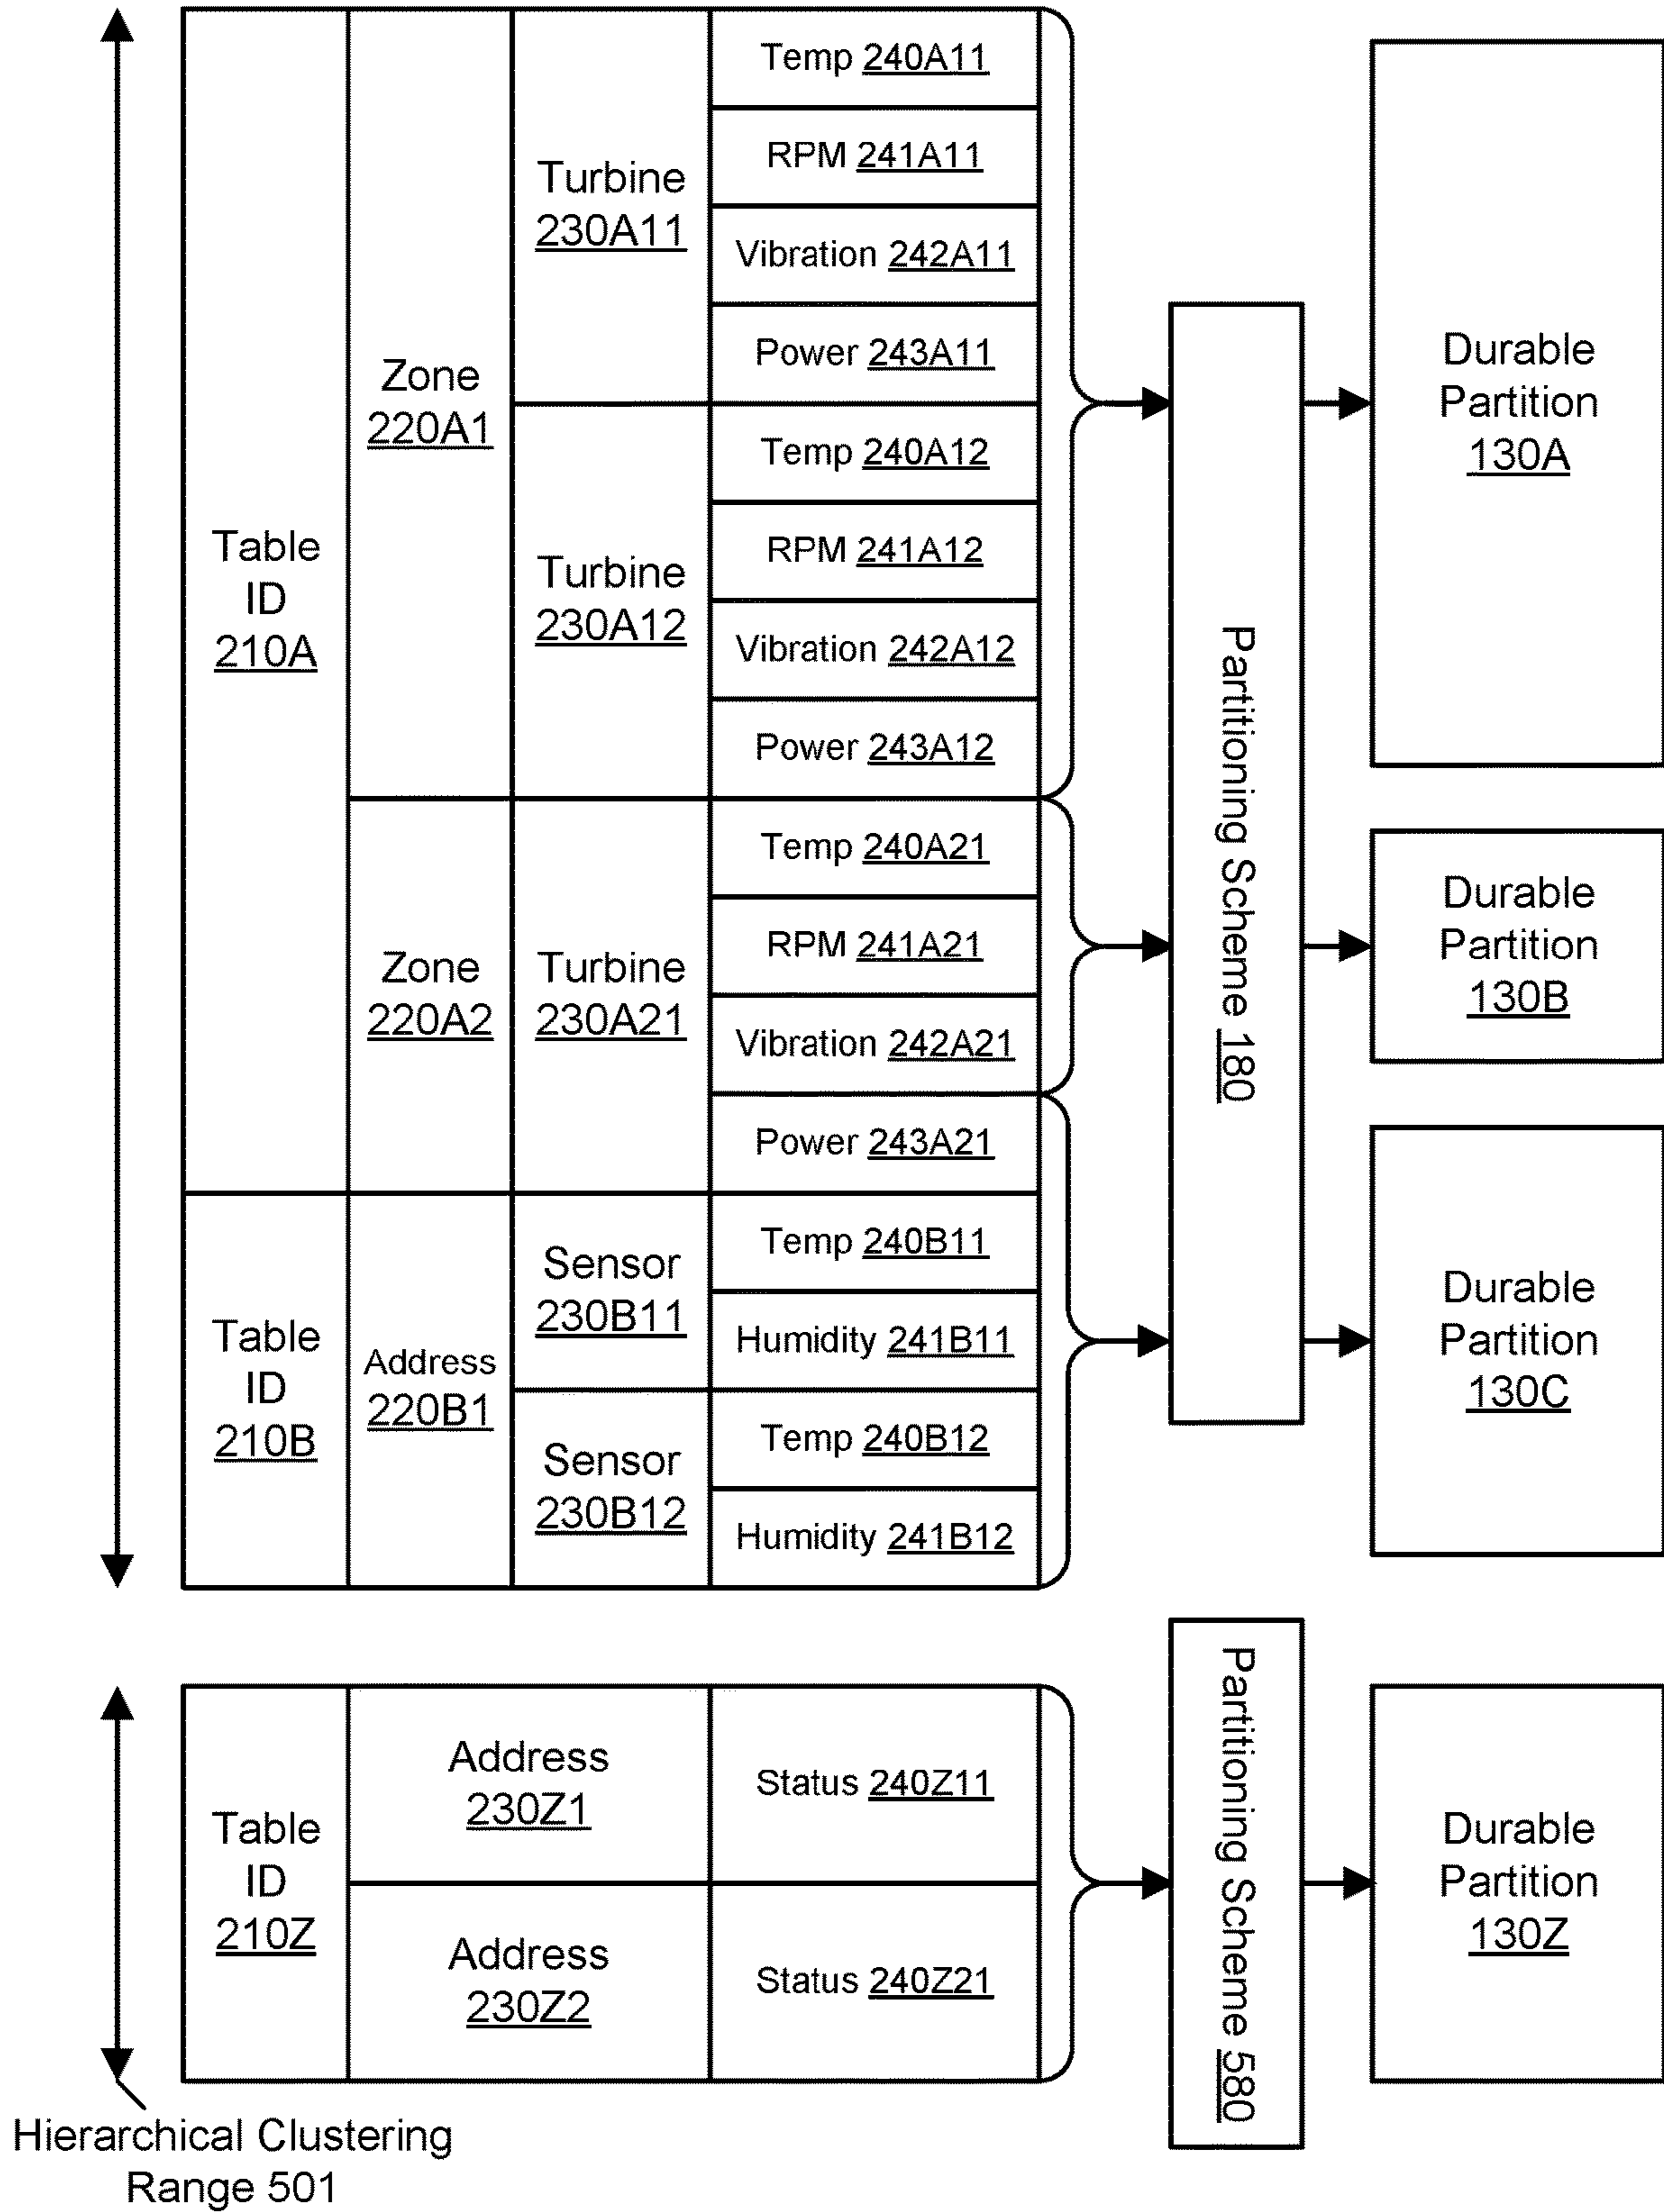 Table
ID
210A
Zone
220A1
Turbine
230A11
Temp 240A11
RPM 241A11
Vibration 242A11
Power 243A11
Turbine
230A12
Temp 240A12
RPM 241A12
Vibration 242A12
Power 243A12
Zone
220A2
Turbine
230A21
Temp 240A21
RPM 241A21
Vibration 242A21
Power 243A21
Table
ID
210B
Address
220B1
Sensor
230B11
Temp 240B11
Humidity 241B11
Sensor
230B12
Temp 240B12
Humidity 241B12
Partitioning Scheme 180
Durable
Partition
130A
Durable
Partition
130B
Durable
Partition
130C
Table
ID
210Z
Address
230Z1
Status 240Z11
Address
230Z2
Status 240Z21
Partitioning Scheme 580
Durable
Partition
130Z
Hierarchical Clustering
Range 501